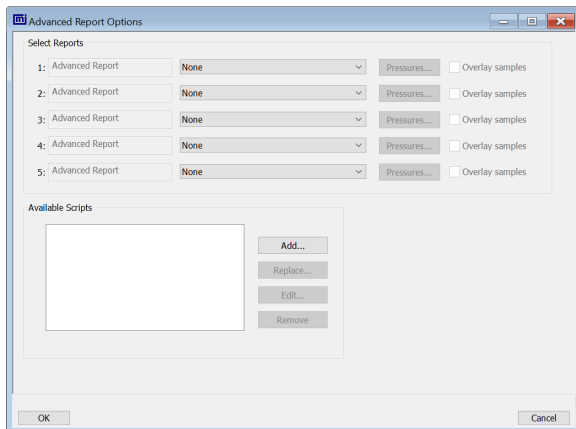 mi Advanced Report Options
Select Reports
1: Advanced Report None Pressures... Overlay samples
2: Advanced Report None Pressures... Overlay samples
3: Advanced Report None Pressures... Overlay samples
4: Advanced Report None Pressures... Overlay samples
5: Advanced Report None Pressures... Overlay samples
Available Scripts
Add...
Replace...
Edit...
Remove
OK Cancel